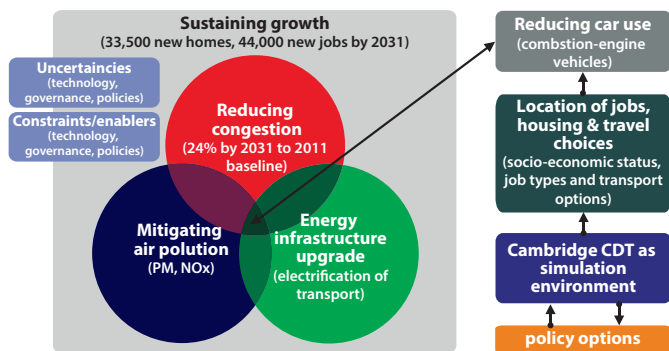 Sustaining growth
(33,500 new homes, 44,000 new jobs by 2031)
Uncertaincies
(technology,
governance, policies)
Constraints/enablers
(technology,
governance, policies)
Reducing
congestion
(24% by 2031 to 2011
baseline)
Mitigating
air polution
(PM, NOx)
Energy
infrastructure
upgrade
(electrification of
transport)
Reducing car use
(combstion-engine
vehicles)
Location of jobs,
housing & travel
choices
(socio-economic status,
job types and transport
options)
Cambridge CDT as
simulation
environment
policy options